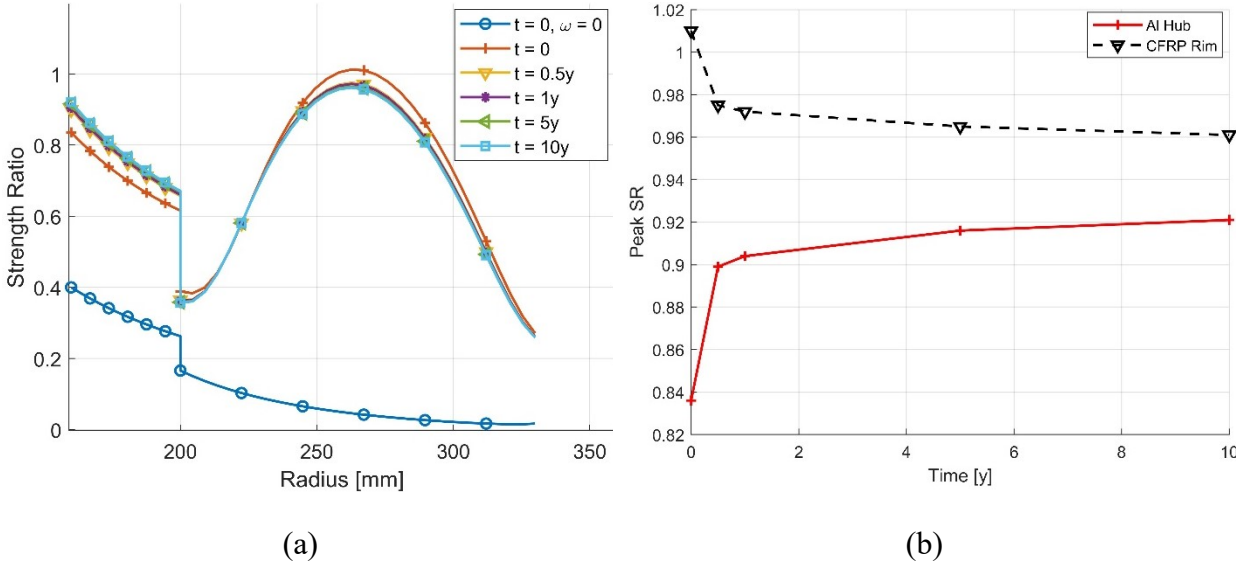 t = 0, ω = 0
t = 0
t = 0.5y
t = 1y
t = 5y
t = 10y
1
0.8
0.6
0.4
0.2
0
200
250
300
350
Strength Ratio
Radius [mm]
(a)
Al Hub
CFRP Rim
1.02
1
0.98
0.96
0.94
0.92
0.9
0.88
0.86
0.84
0.82
0
2
4
6
8
10
Peak SR
Time [y]
(b)